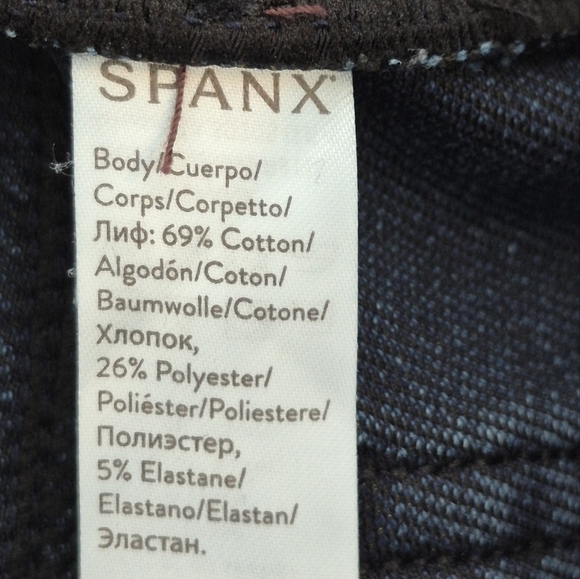 SPANX
Body/Cuerpo/
Corps/Corpetto/
Лиф: 69% Cotton/
Algodón/Coton/
Baumwolle/Cotone/
Хлопок,
26% Polyester/
Poliéster/Poliestere/
Полиэстер,
5% Elastane/
Elastano/Elastan/
Эластан.